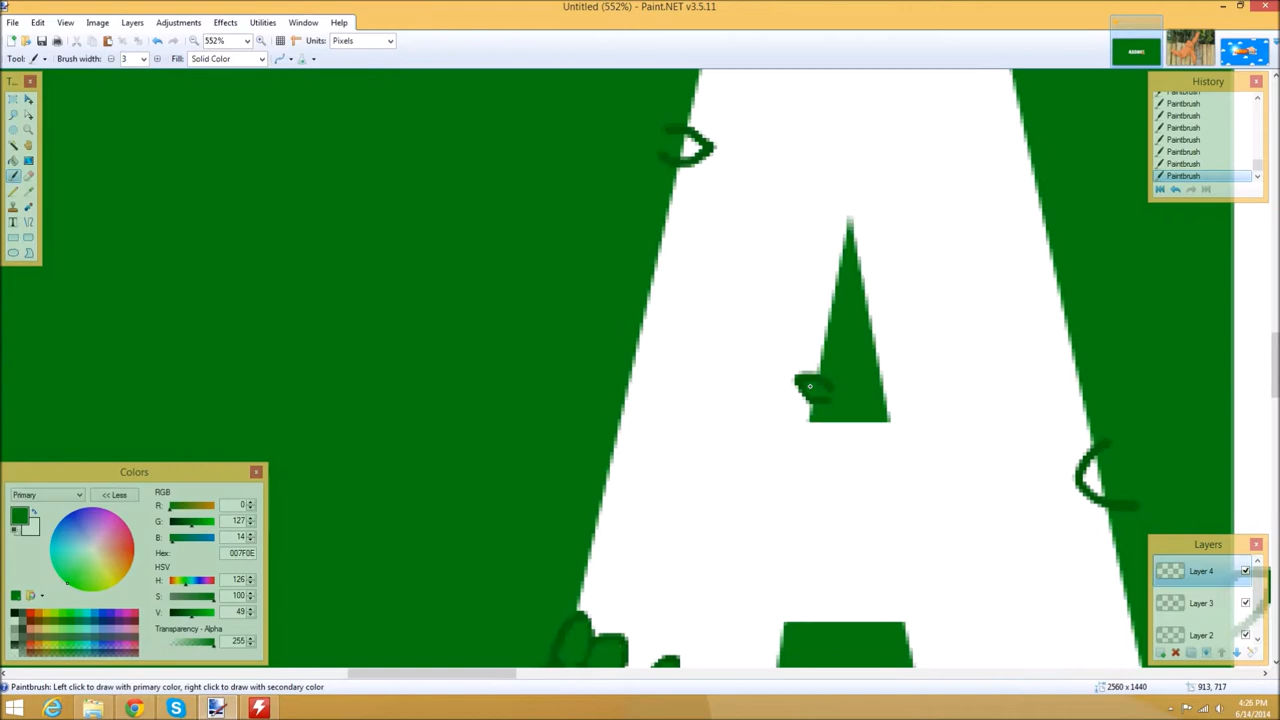 Untitled (552%) - Paint.NET v3.5.11
File Edit View Image Layers Adjustments Effects Utilities Window Help
552% Units: Pixels
Tool: Brush width: 3 Fill: Solid Color
T...
History
Paintbrush
Paintbrush
Paintbrush
Paintbrush
Paintbrush
Paintbrush
Paintbrush
Paintbrush
A
Colors
Primary << Less
RGB
R: 0
G: 127
B: 14
Hex: 007F0E
HSV
H: 126
S: 100
V: 49
Transparency - Alpha
255
Layers
Layer 4
Layer 3
Layer 2
Paintbrush: Left click to draw with primary color, right click to draw with secondary color
2560 x 1440 913, 717
4:26 PM
6/14/2014